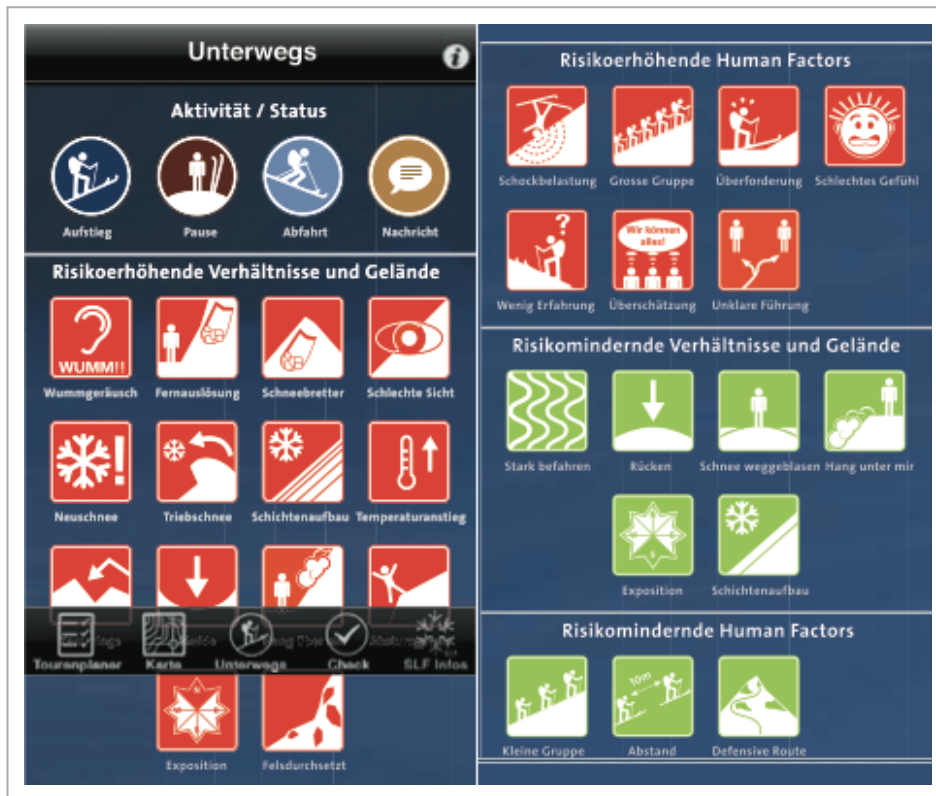 Unterwegs
i
Aktivität / Status
Aufstieg Pause Abfahrt Nachricht
Risikoerhöhende Verhältnisse und Gelände
WUMM!!
Wummgeräusch Fernauslösung Schneebretter Schlechte Sicht
!
Neuschnee Triebschnee Schichtenaufbau Temperaturanstieg
Tourenplaner Karte Unterwegs Check SLF Infos
Exposition Felsdurchsetzt
Risikoerhöhende Human Factors
Schockbelastung Grosse Gruppe Überforderung Schlechtes Gefühl
?
Wir können
alles!
Wenig Erfahrung Überschätzung Unklare Führung
Risikomindernde Verhältnisse und Gelände
Stark befahren Rücken Schnee weggeblasen Hang unter mir
Exposition Schichtenaufbau
Risikomindernde Human Factors
10m
Kleine Gruppe Abstand Defensive Route